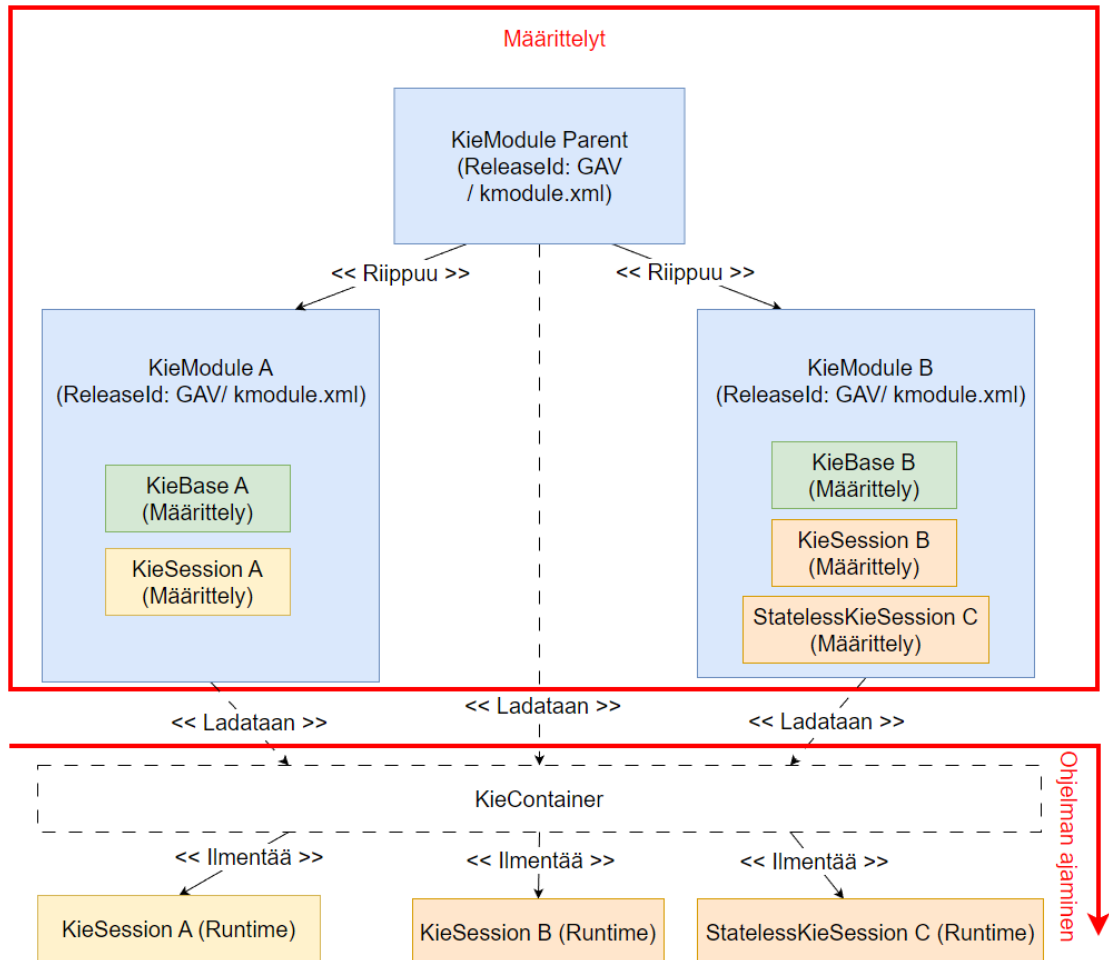 Määrittelyt
KieModule Parent
(ReleaseId: GAV
/ kmodule.xml)
<< Riippuu >>
<< Riippuu >>
KieModule A
(ReleaseId: GAV/ kmodule.xml)
KieBase A
(Määrittely)
KieSession A
(Määrittely)
KieModule B
(ReleaseId: GAV/ kmodule.xml)
KieBase B
(Määrittely)
KieSession B
(Määrittely)
StatelessKieSession C
(Määrittely)
<< Ladataan >>
<< Ladataan >>
<< Ladataan >>
Ohjelman ajaminen
KieContainer
<< Ilmentää >>
<< Ilmentää >>
<< Ilmentää >>
KieSession A (Runtime)
KieSession B (Runtime)
StatelessKieSession C (Runtime)